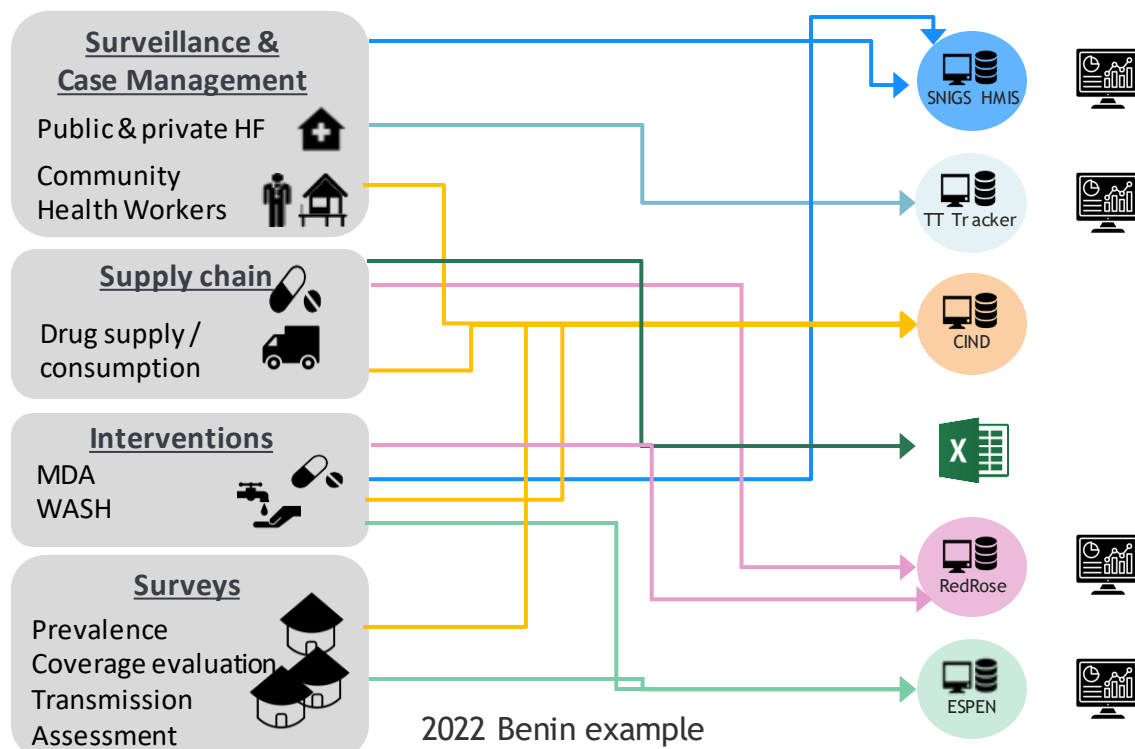 Surveillance &
Case Management
Public & private HF
Community
Health Workers
Supply chain
Drug supply /
consumption
Interventions
MDA
WASH
Surveys
Prevalence
Coverage evaluation
Transmission
Assessment
SNIGS HMIS
TT Tracker
CIND
X
RedRose
ESPEN
2022 Benin example